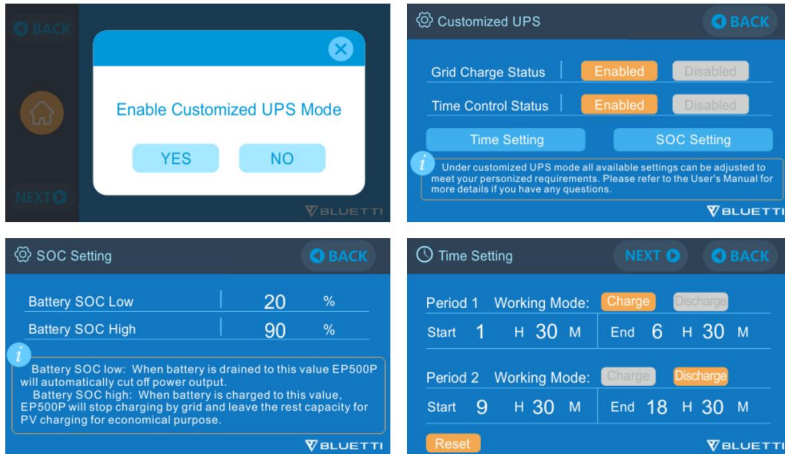 BACK
Enable Customized UPS Mode
YES
NO
NEXT
BLUETTI
Customized UPS
BACK
Grid Charge Status Enabled Disabled
Time Control Status Enabled Disabled
Time Setting SOC Setting
i
Under customized UPS mode all available settings can be adjusted to
meet your personized requirements. Please refer to the User's Manual for
more details if you have any questions.
BLUETTI
SOC Setting
BACK
Battery SOC Low 20 %
Battery SOC High 90 %
i
Battery SOC low: When battery is drained to this value EP500P
will automatically cut off power output.
Battery SOC high: When battery is charged to this value,
EP500P will stop charging by grid and leave the rest capacity for
PV charging for economical purpose.
BLUETTI
Time Setting
NEXT
BACK
Period 1 Working Mode: Charge Discharge
Start 1 H 30 M End 6 H 30 M
Period 2 Working Mode: Charge Discharge
Start 9 H 30 M End 18 H 30 M
Reset
BLUETTI